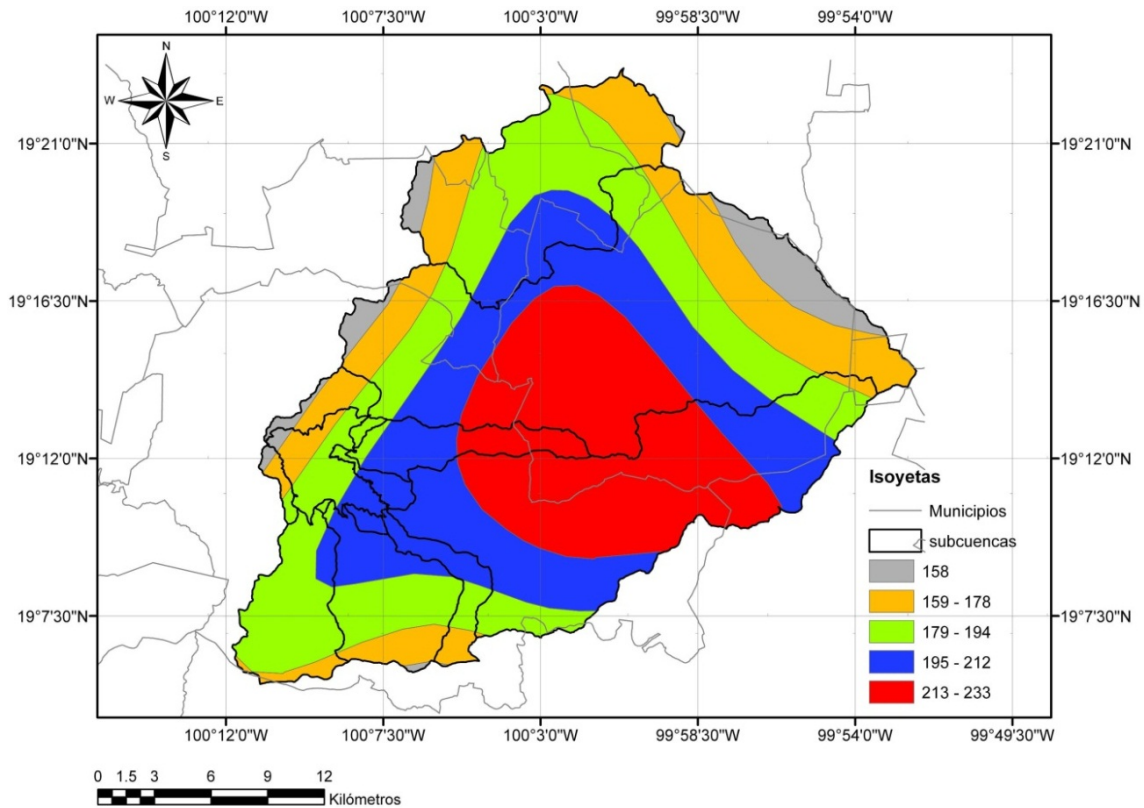 100°12'0"W 100°7'30"W 100°3'0"W 99°58'30"W 99°54'0"W
N
W E
S
19°21'0"N 19°21'0"N
19°16'30"N 19°16'30"N
19°12'0"N 19°12'0"N
Isoyetas
Municipios
subcuencas
158
159 - 178
19°7'30"N 19°7'30"N
179 - 194
195 - 212
213 - 233
100°12'0"W 100°7'30"W 100°3'0"W 99°58'30"W 99°54'0"W 99°49'30"W
0 1.5 3 6 9 12
Kilómetros